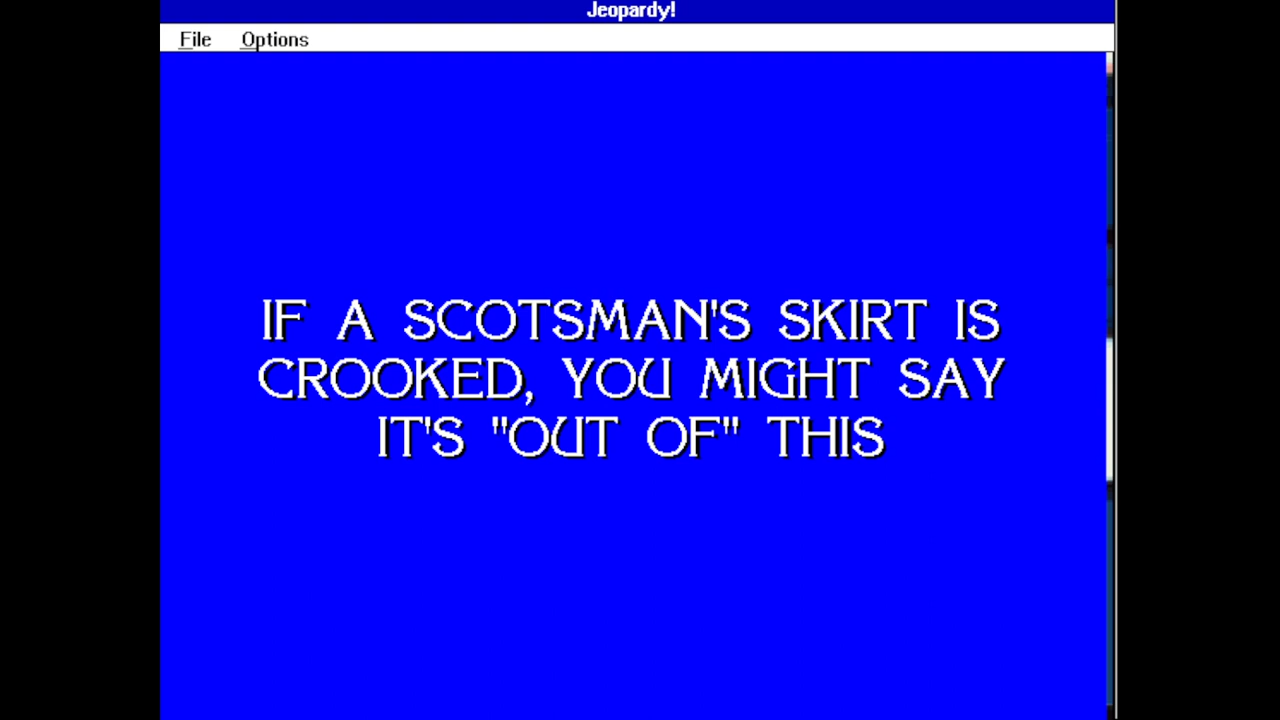 Jeopardy!
File Options
IF A SCOTSMAN'S SKIRT IS
CROOKED, YOU MIGHT SAY
IT'S "OUT OF" THIS